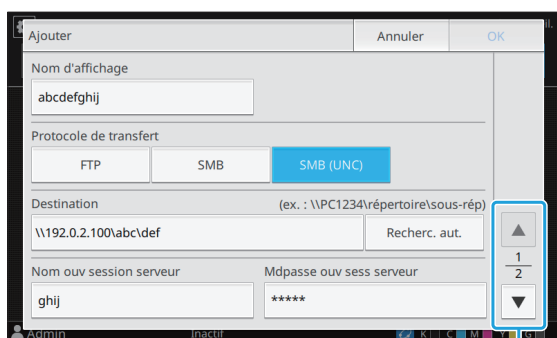 Ajouter Annuler OK
Nom d'affichage
abcdefghij
Protocole de transfert
FTP SMB SMB (UNC)
Destination (ex. : \\PC1234\répertoire\sous-rép)
\\192.0.2.100\abc\def Recherc. aut.
1
2
Nom ouv session serveur Mdpasse ouv sess serveur
ghij *****
Admin Inactif K C M Y G